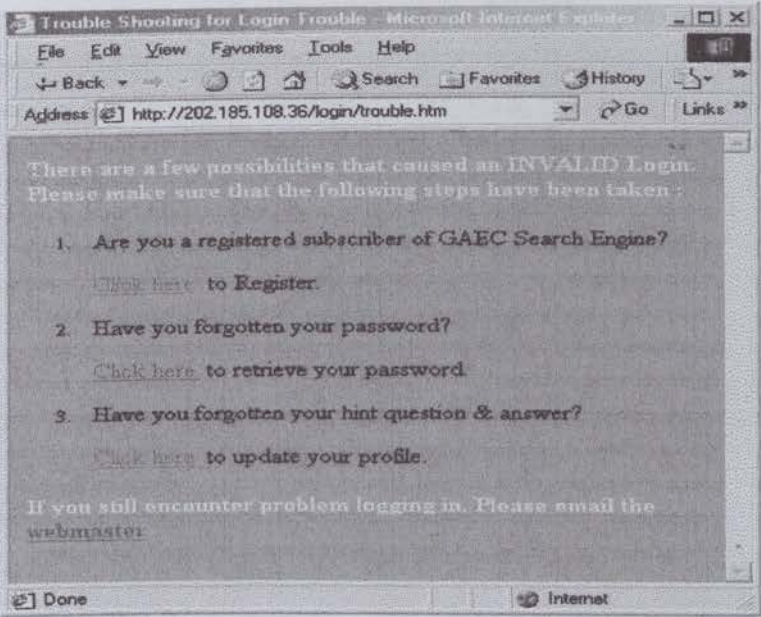 Trouble Shooting for Login Trouble - Microsoft Internet Explorer
File Edit View Favorites Tools Help
Back Search Favorites History
Address http://202.185.108.36/login/trouble.htm Go Links
There are a few possibilities that caused an INVALID Login.
Please make sure that the following steps have been taken :
1. Are you a registered subscriber of GAEC Search Engine?
Click here to Register.
2. Have you forgotten your password?
Click here to retrieve your password.
3. Have you forgotten your hint question & answer?
Click here to update your profile.
If you still encounter problem logging in. Please email the
webmaster
Done Internet